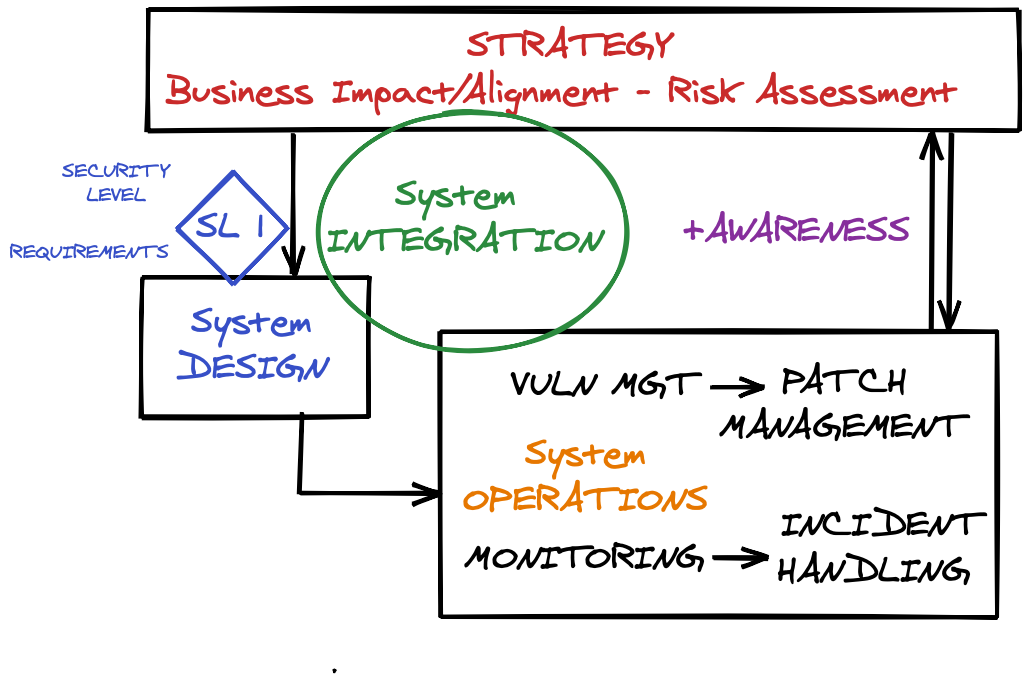 STRATEGY
Business Impact/Alignment - Risk Assessment
SECURITY
LEVEL
REQUIREMENTS
SL 1
System
INTEGRATION
+AWARENESS
System
DESIGN
VULN MGT
PATCH
MANAGEMENT
System
OPERATIONS
MONITORING
INCIDENT
HANDLING